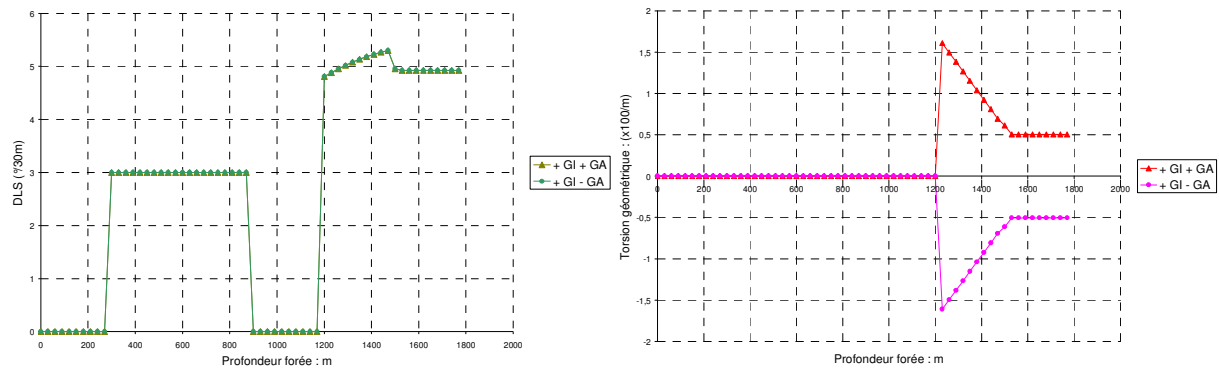 6
5
4
3
2
1
0
DLS (°/30m)
0 200 400 600 800 1000 1200 1400 1600 1800 2000
Profondeur forée : m
+ GI + GA
+ GI - GA
2
1,5
1
0,5
0
-0,5
-1
-1,5
-2
Torsion géométrique : (x100/m)
0 200 400 600 800 1000 1200 1400 1600 1800 2000
Profondeur forée : m
+ GI + GA
+ GI - GA